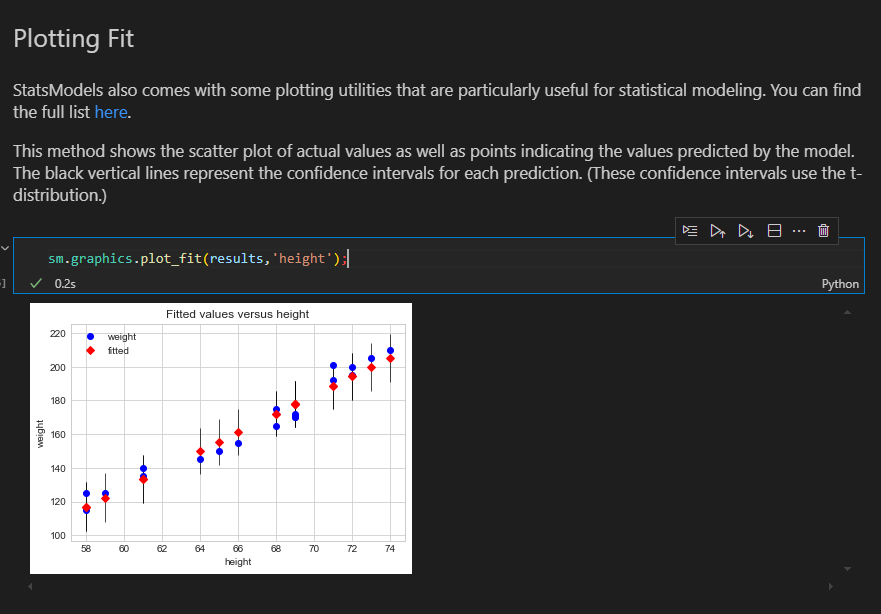 Plotting Fit
StatsModels also comes with some plotting utilities that are particularly useful for statistical modeling. You can find
the full list here.
This method shows the scatter plot of actual values as well as points indicating the values predicted by the model.
The black vertical lines represent the confidence intervals for each prediction. (These confidence intervals use the t-
distribution.)
sm.graphics.plot_fit(results,'height');
]
0.2s
Python
Fitted values versus height
weight
fitted
220
200
180
160
140
120
100
weight
58 60 62 64 66 68 70 72 74
height